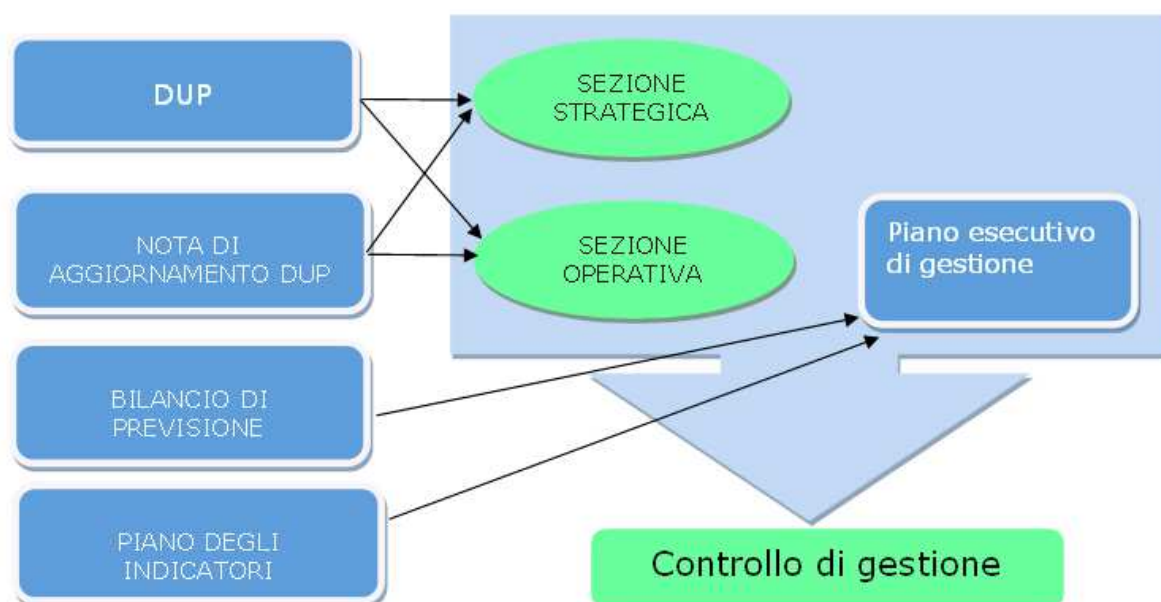 DUP
NOTA DI
AGGIORNAMENTO DUP
BILANCIO DI
PREVISIONE
PIANO DEGLI
INDICATORI
SEZIONE
STRATEGICA
SEZIONE
OPERATIVA
Piano esecutivo
di gestione
Controllo di gestione